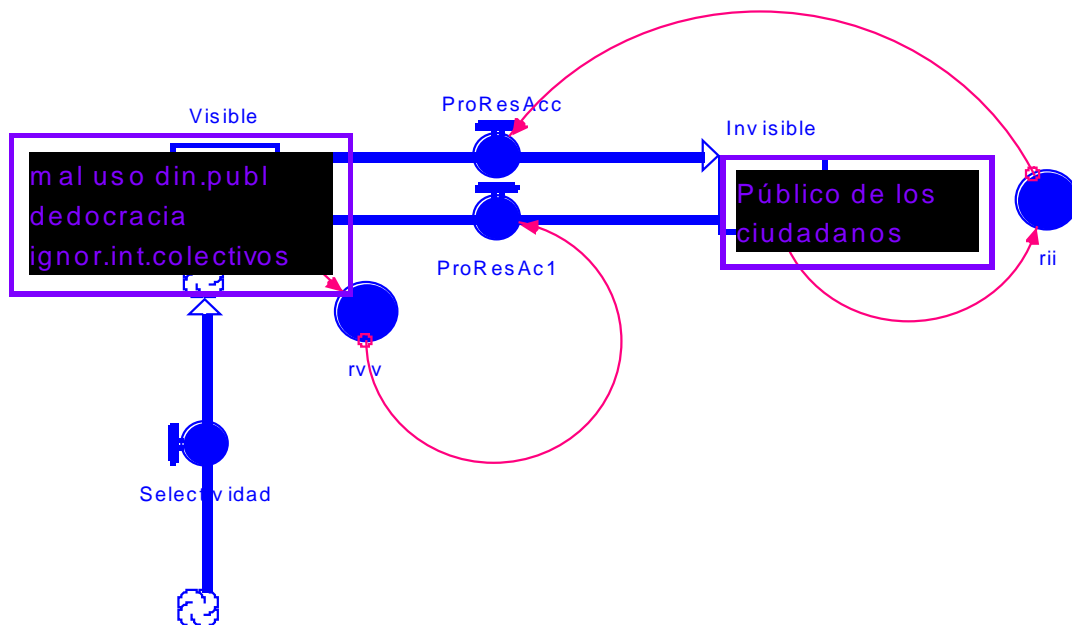 ProResAcc
Visible
Invisible
mal uso din.publ
dedocracia
ignor.int.colectivos
Público de los
ciudadanos
rii
ProResAc1
rvv
Selectividad